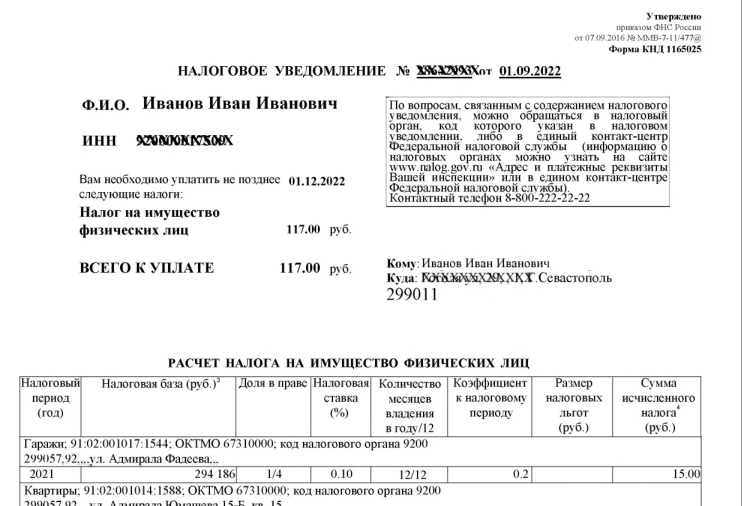 Утверждено
приказом ФНС России
от 07.09.2016 № ММВ-7-11/477@
Форма КНД 1165025
НАЛОГОВОЕ УВЕДОМЛЕНИЕ № от 01.09.2022
Ф.И.О. Иванов Иван Иванович
ИНН
Вам необходимо уплатить не позднее 01.12.2022
следующие налоги:
Налог на имущество
физических лиц 117.00 руб.
ВСЕГО К УПЛАТЕ 117.00 руб.
По вопросам, связанным с содержанием налогового
уведомления, можно обращаться в налоговый
орган, код которого указан в налоговом
уведомлении, либо в единый контакт-центр
Федеральной налоговой службы (информацию о
налоговых органах можно узнать на сайте
www.nalog.gov.ru «Адрес и платежные реквизиты
Вашей инспекции» или в едином контакт-центре
Федеральной налоговой службы).
Контактный телефон 8-800-222-22-22
Кому: Иванов Иван Иванович
Куда: Г.Севастополь
299011
РАСЧЕТ НАЛОГА НА ИМУЩЕСТВО ФИЗИЧЕСКИХ ЛИЦ
Налоговый период (год) Налоговая база (руб.)³ Доля в праве Налоговая ставка (%) Количество месяцев владения в году/12 Коэффициент к налоговому периоду Размер налоговых льгот (руб.) Сумма исчисленного налога⁴ (руб.)
Гаражи; 91:02:001017:1544; ОКТМО 67310000; код налогового органа 9200
299057,92,,,,ул. Адмирала Фадеева,,,
2021 294 186 1/4 0.10 12/12 0.2 15.00
Квартиры; 91:02:001014:1588; ОКТМО 67310000; код налогового органа 9200
299057,92,,,,ул. Адмирала Юмашева,15-Б, кв. 15